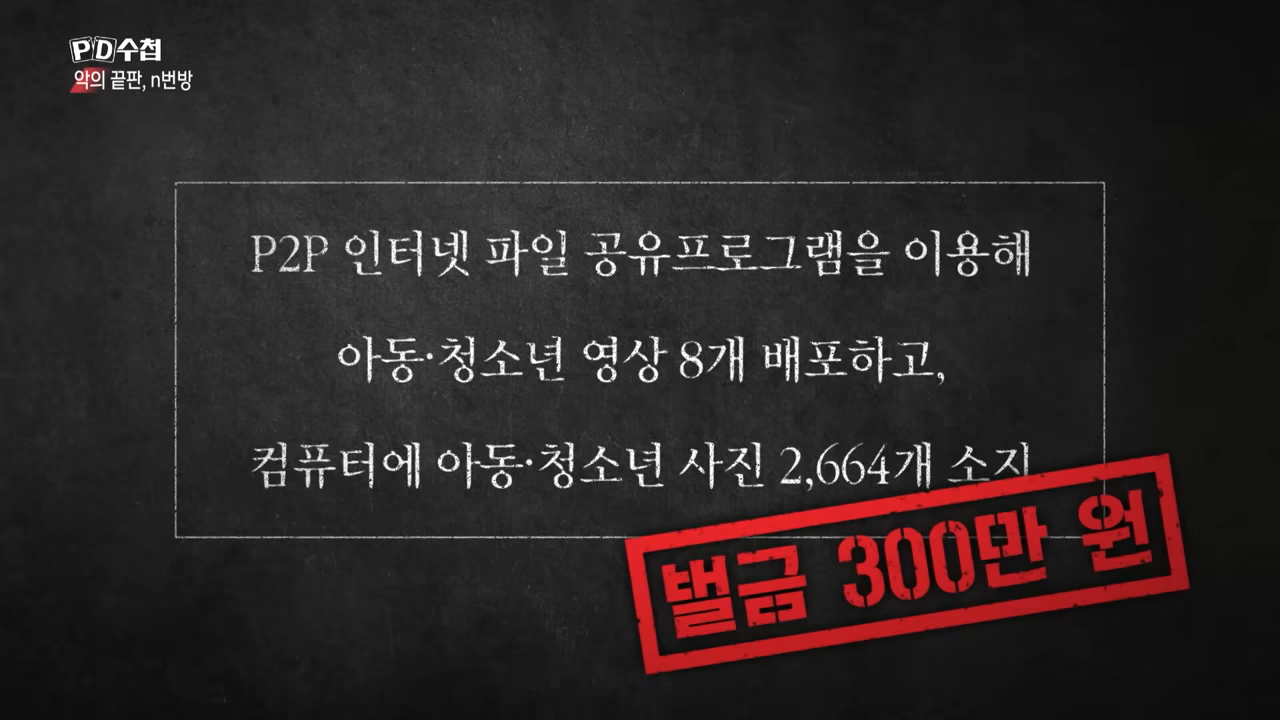 PD수첩
악의 끝판, n번방
P2P 인터넷 파일 공유프로그램을 이용해
아동·청소년 영상 8개 배포하고,
컴퓨터에 아동·청소년 사진 2,664개 소지
벌금 300만 원